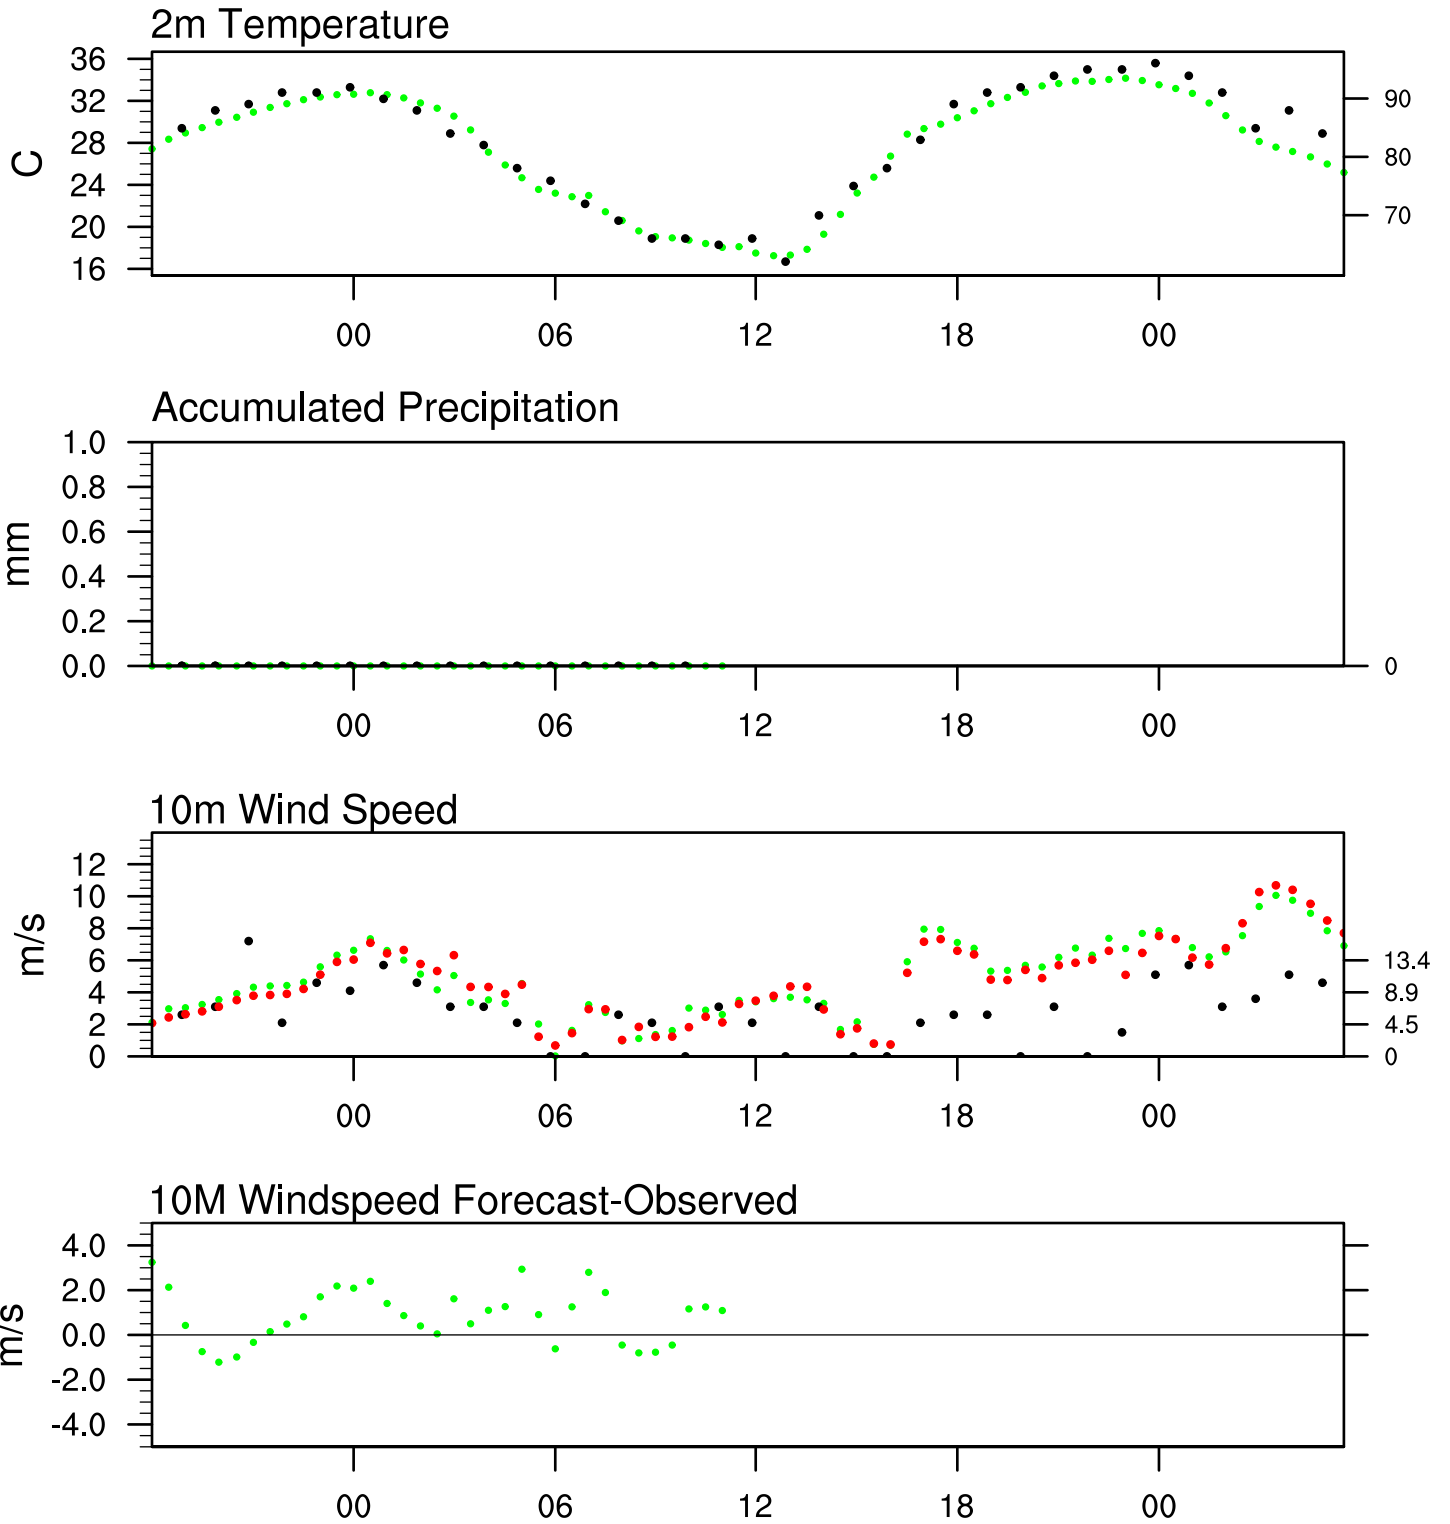 2m Temperature
C
36
32
28
24
20
16
90
80
70
00 06 12 18 00
Accumulated Precipitation
mm
1.0
0.8
0.6
0.4
0.2
0.0
0
00 06 12 18 00
10m Wind Speed
m/s
12
10
8
6
4
2
0
13.4
8.9
4.5
0
00 06 12 18 00
10M Windspeed Forecast-Observed
m/s
4.0
2.0
0.0
-2.0
-4.0
00 06 12 18 00